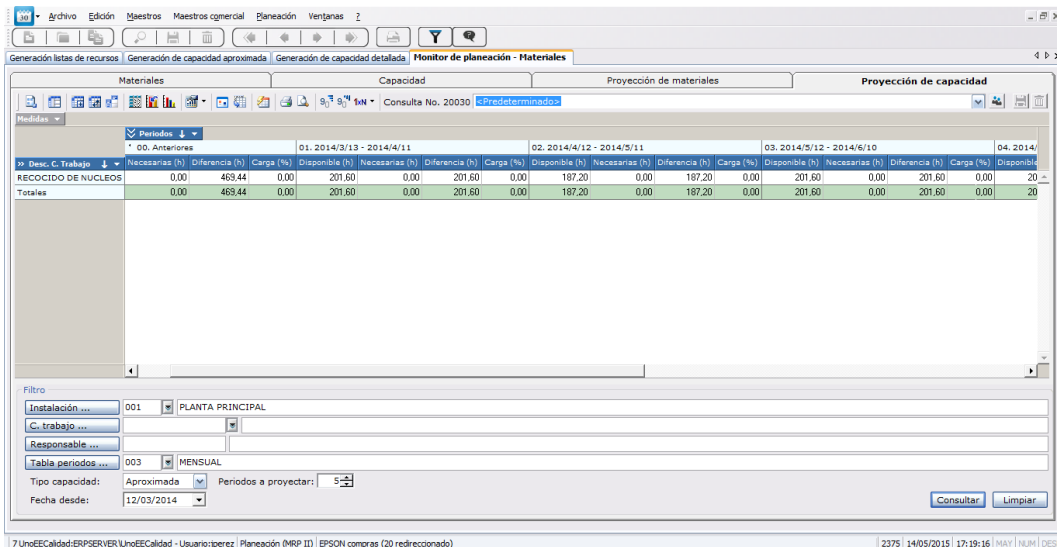 30 Archivo Edición Maestros Maestros comercial Planeación Ventanas ?
Generación listas de recursos Generación de capacidad aproximada Generación de capacidad detallada Monitor de planeación - Materiales
Materiales Capacidad Proyección de materiales Proyección de capacidad
Consulta No. 20030 <Predeterminado>
Medidas
Periodos
00. Anteriores 01. 2014/3/13 - 2014/4/11 02. 2014/4/12 - 2014/5/11 03. 2014/5/12 - 2014/6/10 04. 2014/
Desc. C. Trabajo Necesarias (h) Diferencia (h) Carga (%) Disponible (h) Necesarias (h) Diferencia (h) Carga (%) Disponible (h) Necesarias (h) Diferencia (h) Carga (%) Disponible (h) Necesarias (h) Diferencia (h) Carga (%) Disponible
RECOCIDO DE NUCLEOS 0,00 469,44 0,00 201,60 0,00 201,60 0,00 187,20 0,00 187,20 0,00 201,60 0,00 201,60 0,00 20
Totales 0,00 469,44 0,00 201,60 0,00 201,60 0,00 187,20 0,00 187,20 0,00 201,60 0,00 201,60 0,00 20
Filtro
Instalación ... 001 PLANTA PRINCIPAL
C. trabajo ...
Responsable ...
Tabla periodos ... 003 MENSUAL
Tipo capacidad: Aproximada Periodos a proyectar: 5
Fecha desde: 12/03/2014 Consultar Limpiar
7 UnoEECalidad:ERPSERVER\UnoEECalidad - Usuario:jperez Planeación (MRP II) EPSON compras (20 redireccionado) 2375 14/05/2015 17:19:16 MAY NUM DES